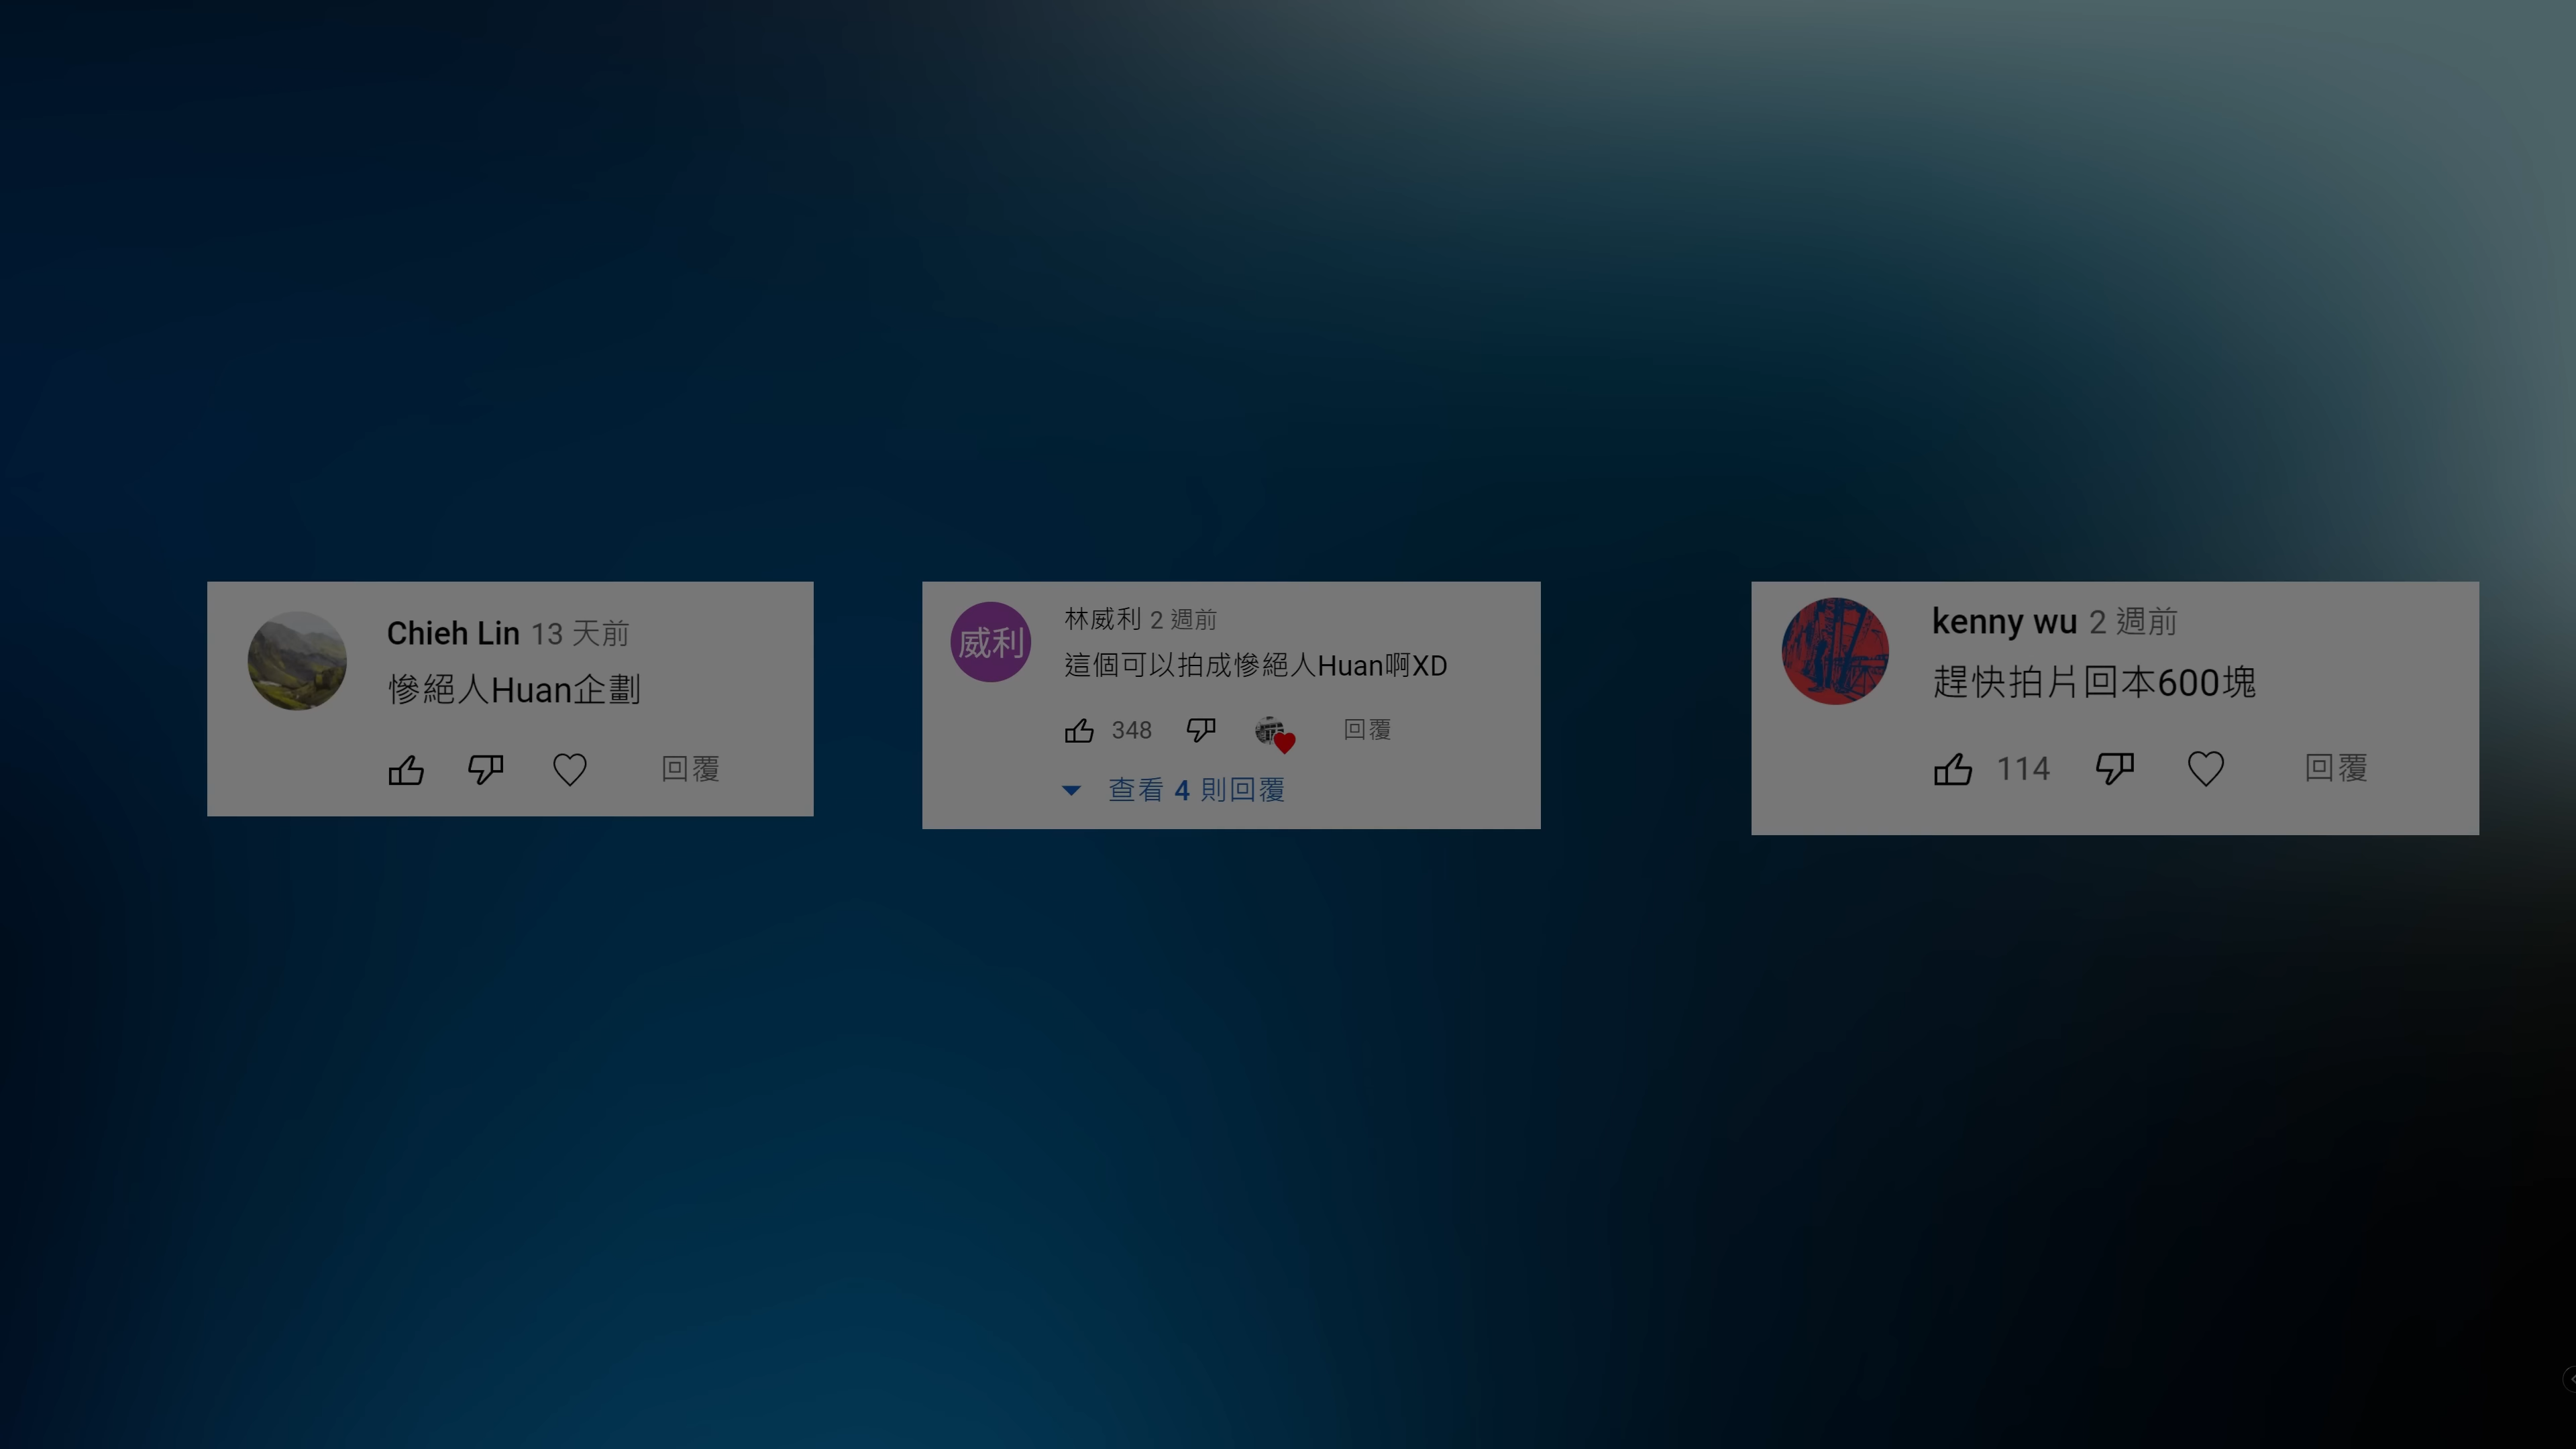 Chieh Lin 13 天前
慘絕人Huan企劃
回覆
威利
林威利 2 週前
這個可以拍成慘絕人Huan啊XD
348 回覆
查看 4 則回覆
kenny wu 2 週前
趕快拍片回本600塊
114 回覆